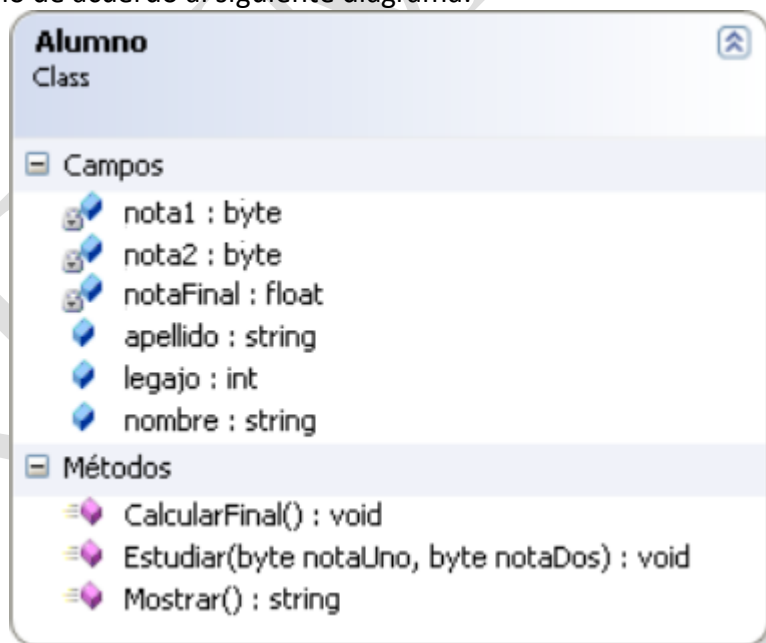 no de acuerdo al siguiente diagrama:
Alumno
Class
Campos
nota1 : byte
nota2 : byte
notaFinal : float
apellido : string
legajo : int
nombre : string
Métodos
CalcularFinal() : void
Estudiar(byte notaUno, byte notaDos) : void
Mostrar() : string